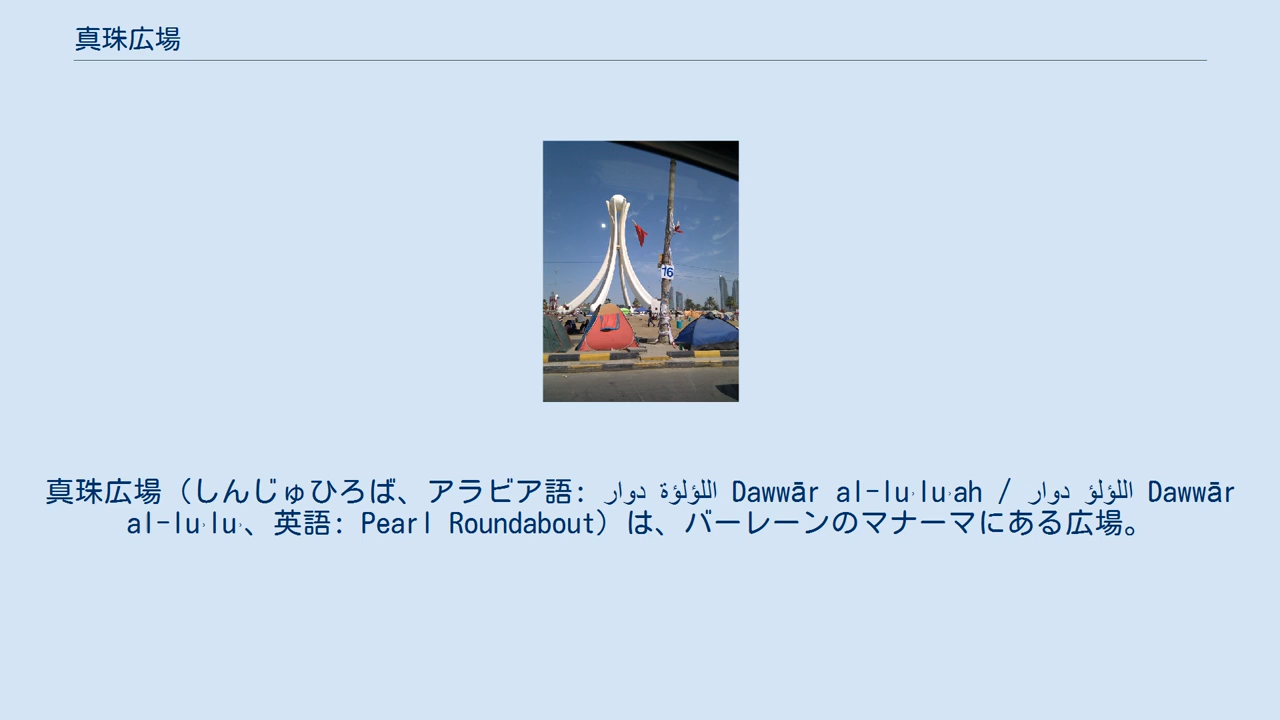 真珠広場
16
真珠広場（しんじゅひろば、アラビア語: دوار اللؤلؤة Dawwār al-luʾluʾah / دوار اللؤلؤ Dawwār
al-luʾluʾ、英語: Pearl Roundabout）は、バーレーンのマナーマにある広場。